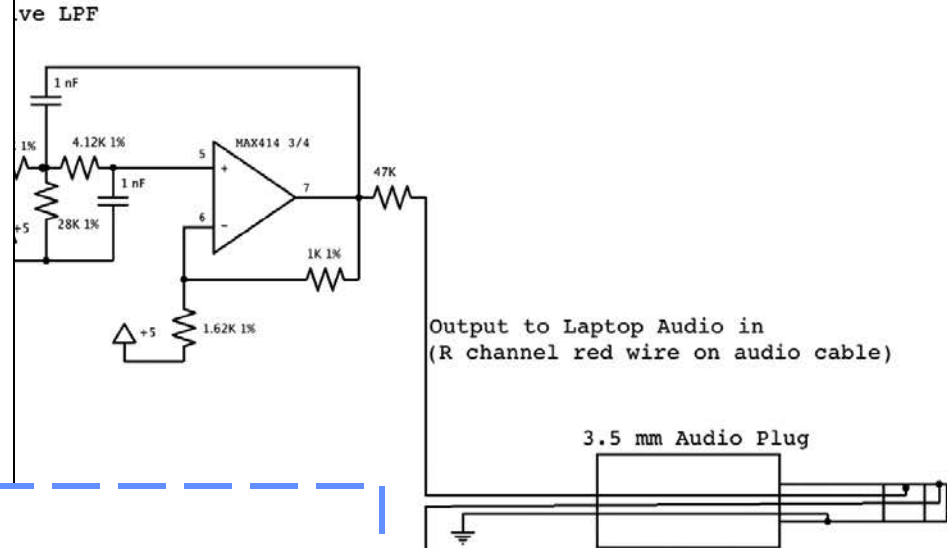 ve LPF
1 nF
1%
4.12K 1%
MAX414 3/4
5
+
1 nF
7
47K
+5
28K 1%
6
−
1K 1%
+5
1.62K 1%
Output to Laptop Audio in
(R channel red wire on audio cable)
3.5 mm Audio Plug